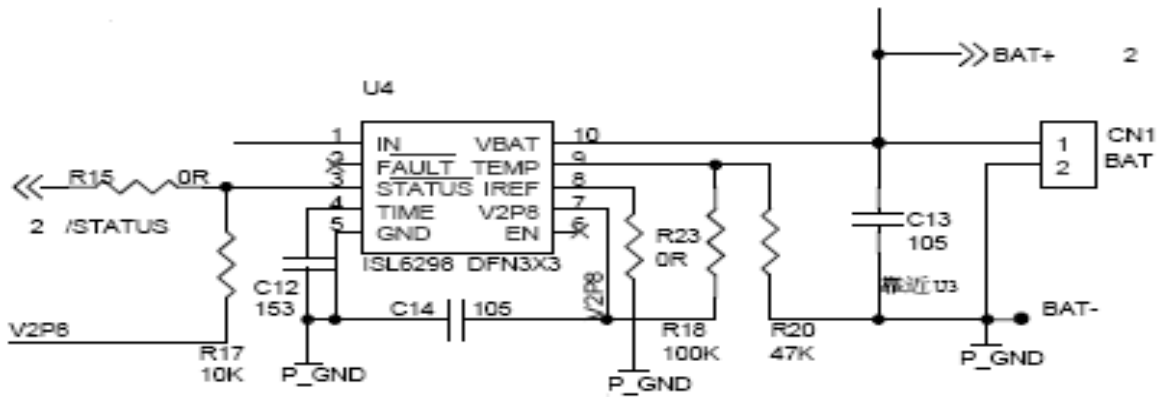 BAT+ 2
U4
1 IN VBAT 10
2 FAULT TEMP 9
3 STATUS IREF 8
4 TIME V2P8 7
5 GND EN 6
ISL6298 DFN3X3
R15 0R
2 /STATUS
CN1
1
2
BAT
R23
0R
C13
105
靠近U3
C12
153
C14 105
V2P8
V2P8
R17
10K
R18
100K
R20
47K
BAT-
P_GND
P_GND
P_GND